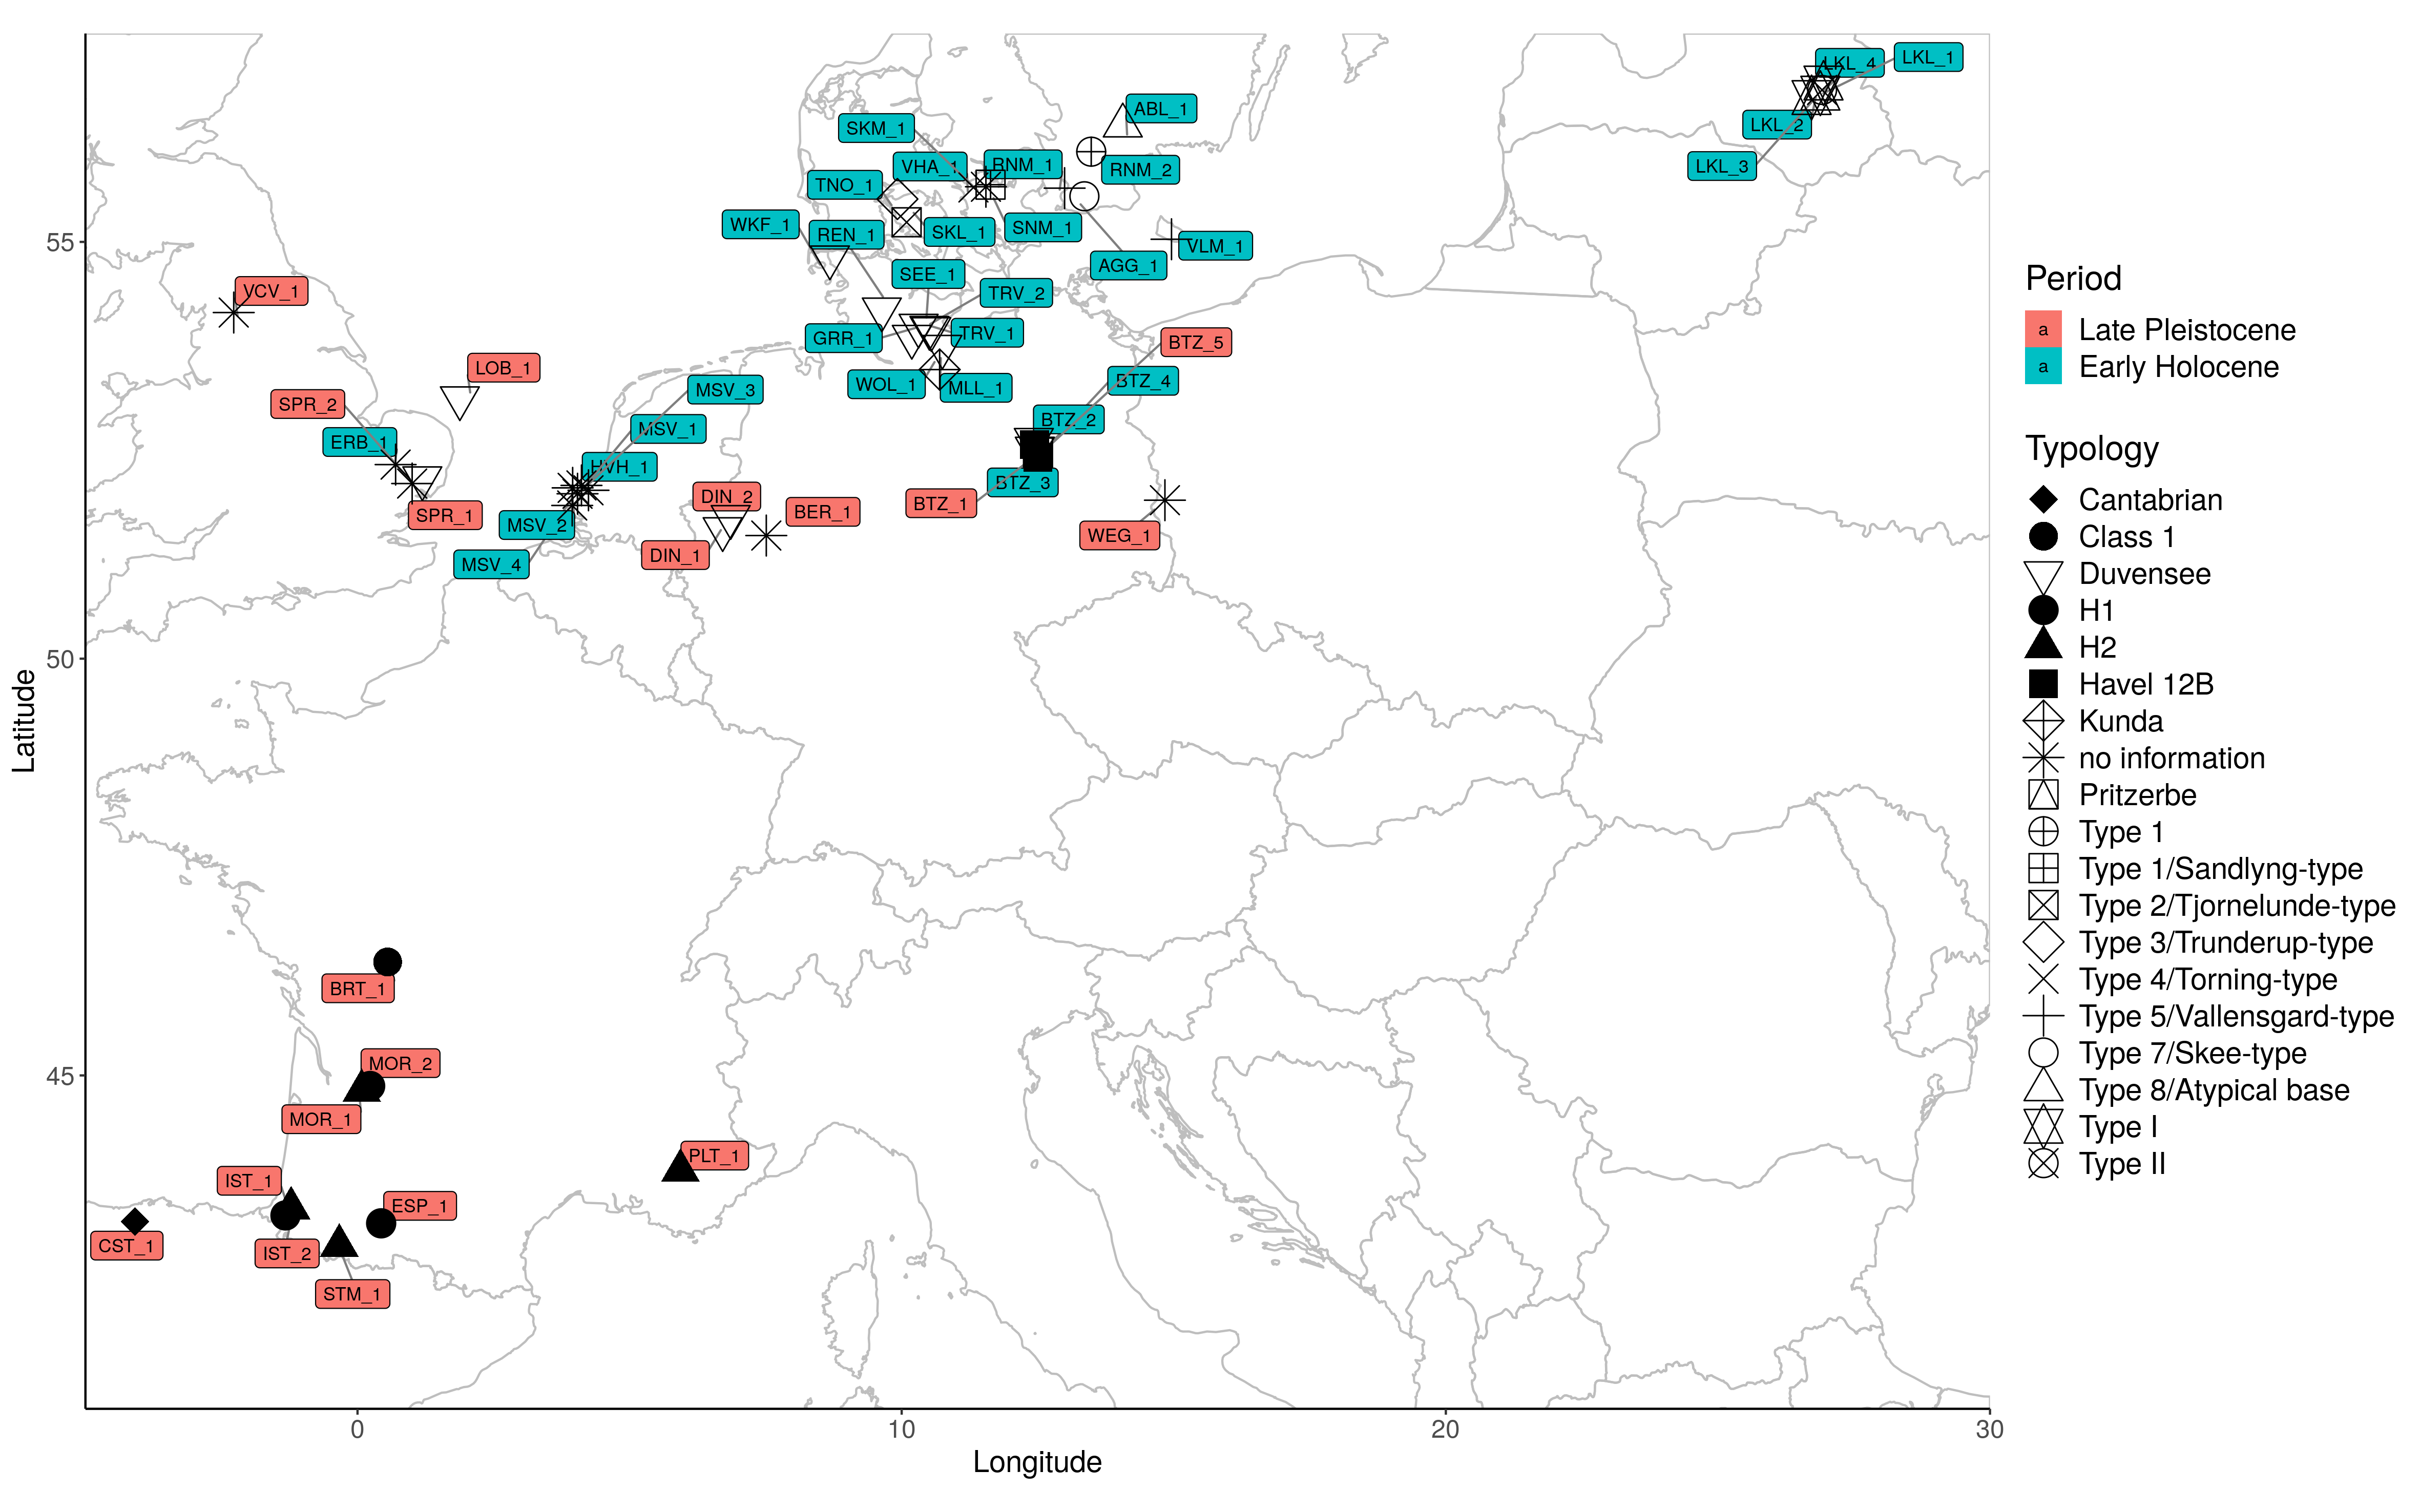 LKL_4
LKL_1
ABL_1
LKL_2
SKM_1
VHA_1
RNM_1
RNM_2
LKL_3
TNO_1
WKF_1
REN_1
SKL_1
SNM_1
VLM_1
AGG_1
SEE_1
TRV_2
VCV_1
GRR_1
TRV_1
BTZ_5
LOB_1
WOL_1
MLL_1
BTZ_4
MSV_3
SPR_2
BTZ_2
MSV_1
ERB_1
HVH_1
BTZ_3
DIN_2
BTZ_1
BER_1
SPR_1
MSV_2
WEG_1
DIN_1
MSV_4
BRT_1
MOR_2
MOR_1
PLT_1
IST_1
ESP_1
CST_1
IST_2
STM_1
55
50
45
Latitude
0
10
20
30
Longitude
Period
a Late Pleistocene
a Early Holocene
Typology
Cantabrian
Class 1
Duvensee
H1
H2
Havel 12B
Kunda
no information
Pritzerbe
Type 1
Type 1/Sandlyng-type
Type 2/Tjornelunde-type
Type 3/Trunderup-type
Type 4/Torning-type
Type 5/Vallensgard-type
Type 7/Skee-type
Type 8/Atypical base
Type I
Type II